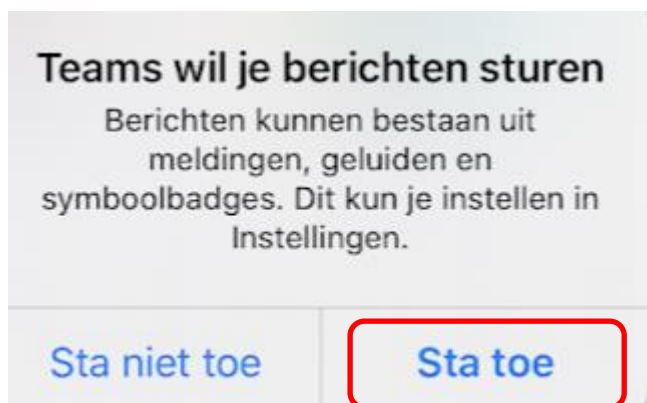 Teams wil je berichten sturen
Berichten kunnen bestaan uit
meldingen, geluiden en
symboolbadges. Dit kun je instellen in
Instellingen.
Sta niet toe
Sta toe